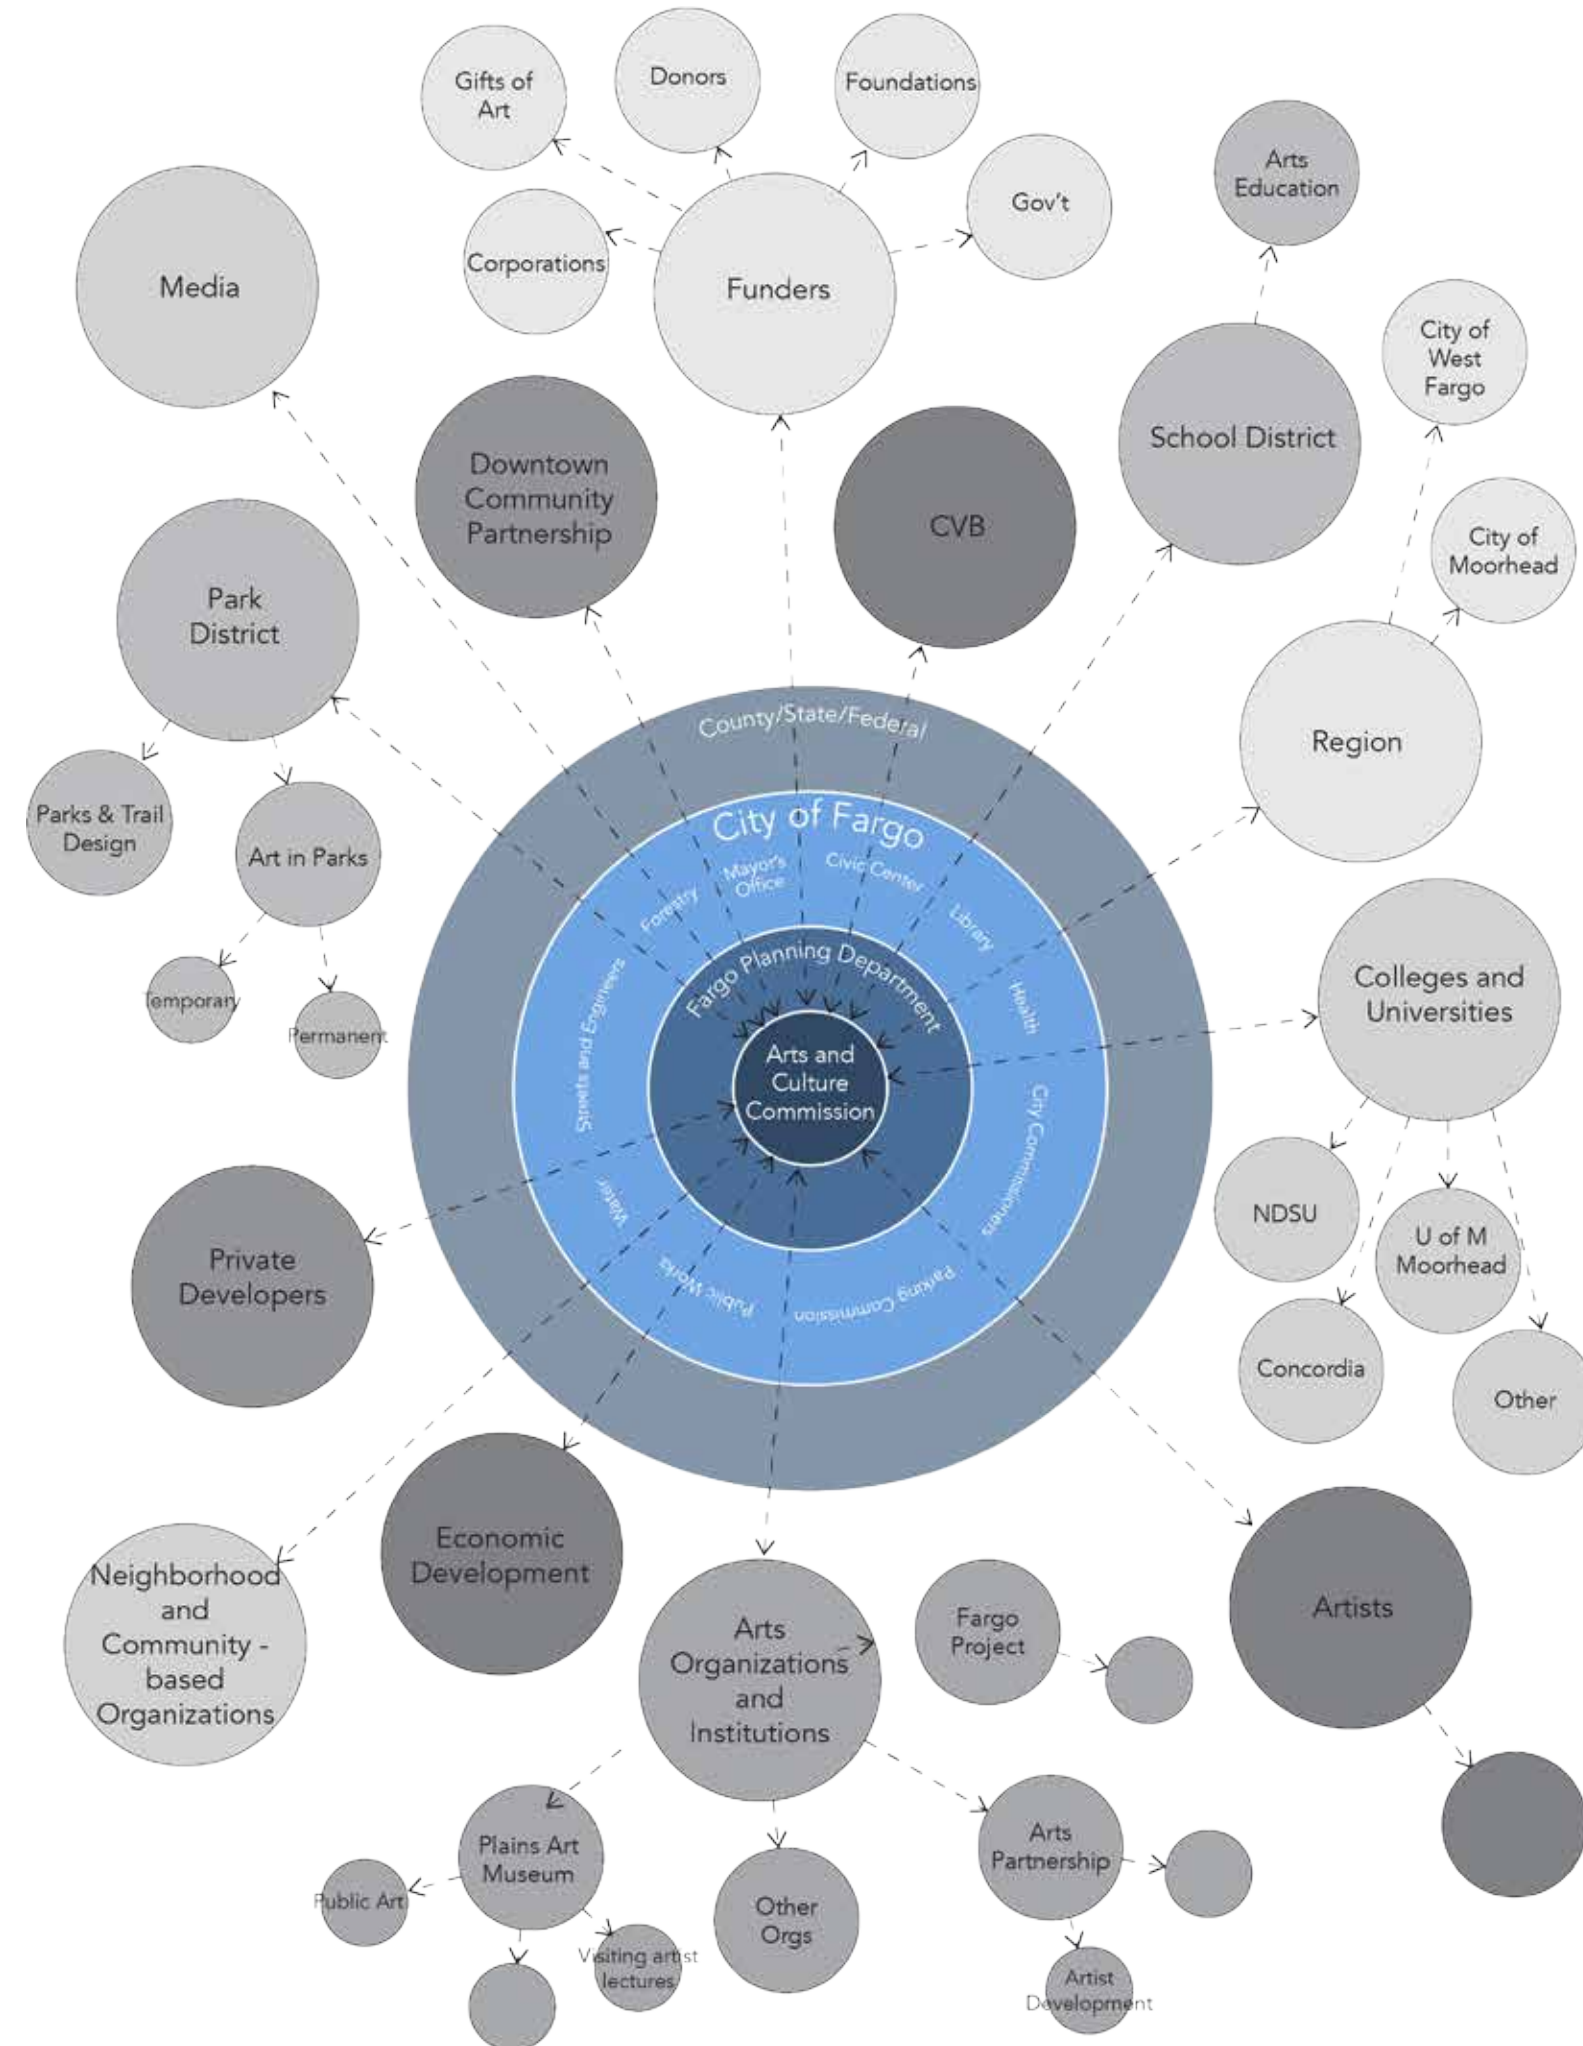 Gifts of
Art
Donors
Foundations
Gov't
Corporations
Funders
Media
Arts
Education
City of
West
Fargo
School District
City of
Moorhead
Downtown
Community
Partnership
CVB
Park
District
Region
Parks & Trail
Design
Art in Parks
Temporary
Permanent
County/State/Federal
City of Fargo
Forestry
Mayor's
Office
Civic Center
Library
Health
City Commissioners
Parking Commission
Public Works
Water
Streets and Engineers
Fargo Planning Department
Arts and
Culture
Commission
Colleges and
Universities
NDSU
U of M
Moorhead
Concordia
Other
Private
Developers
Economic
Development
Neighborhood
and
Community -
based
Organizations
Arts
Organizations
and
Institutions
Fargo
Project
Artists
Plains Art
Museum
Public Art
Visiting artist
lectures
Other
Orgs
Arts
Partnership
Artist
Development